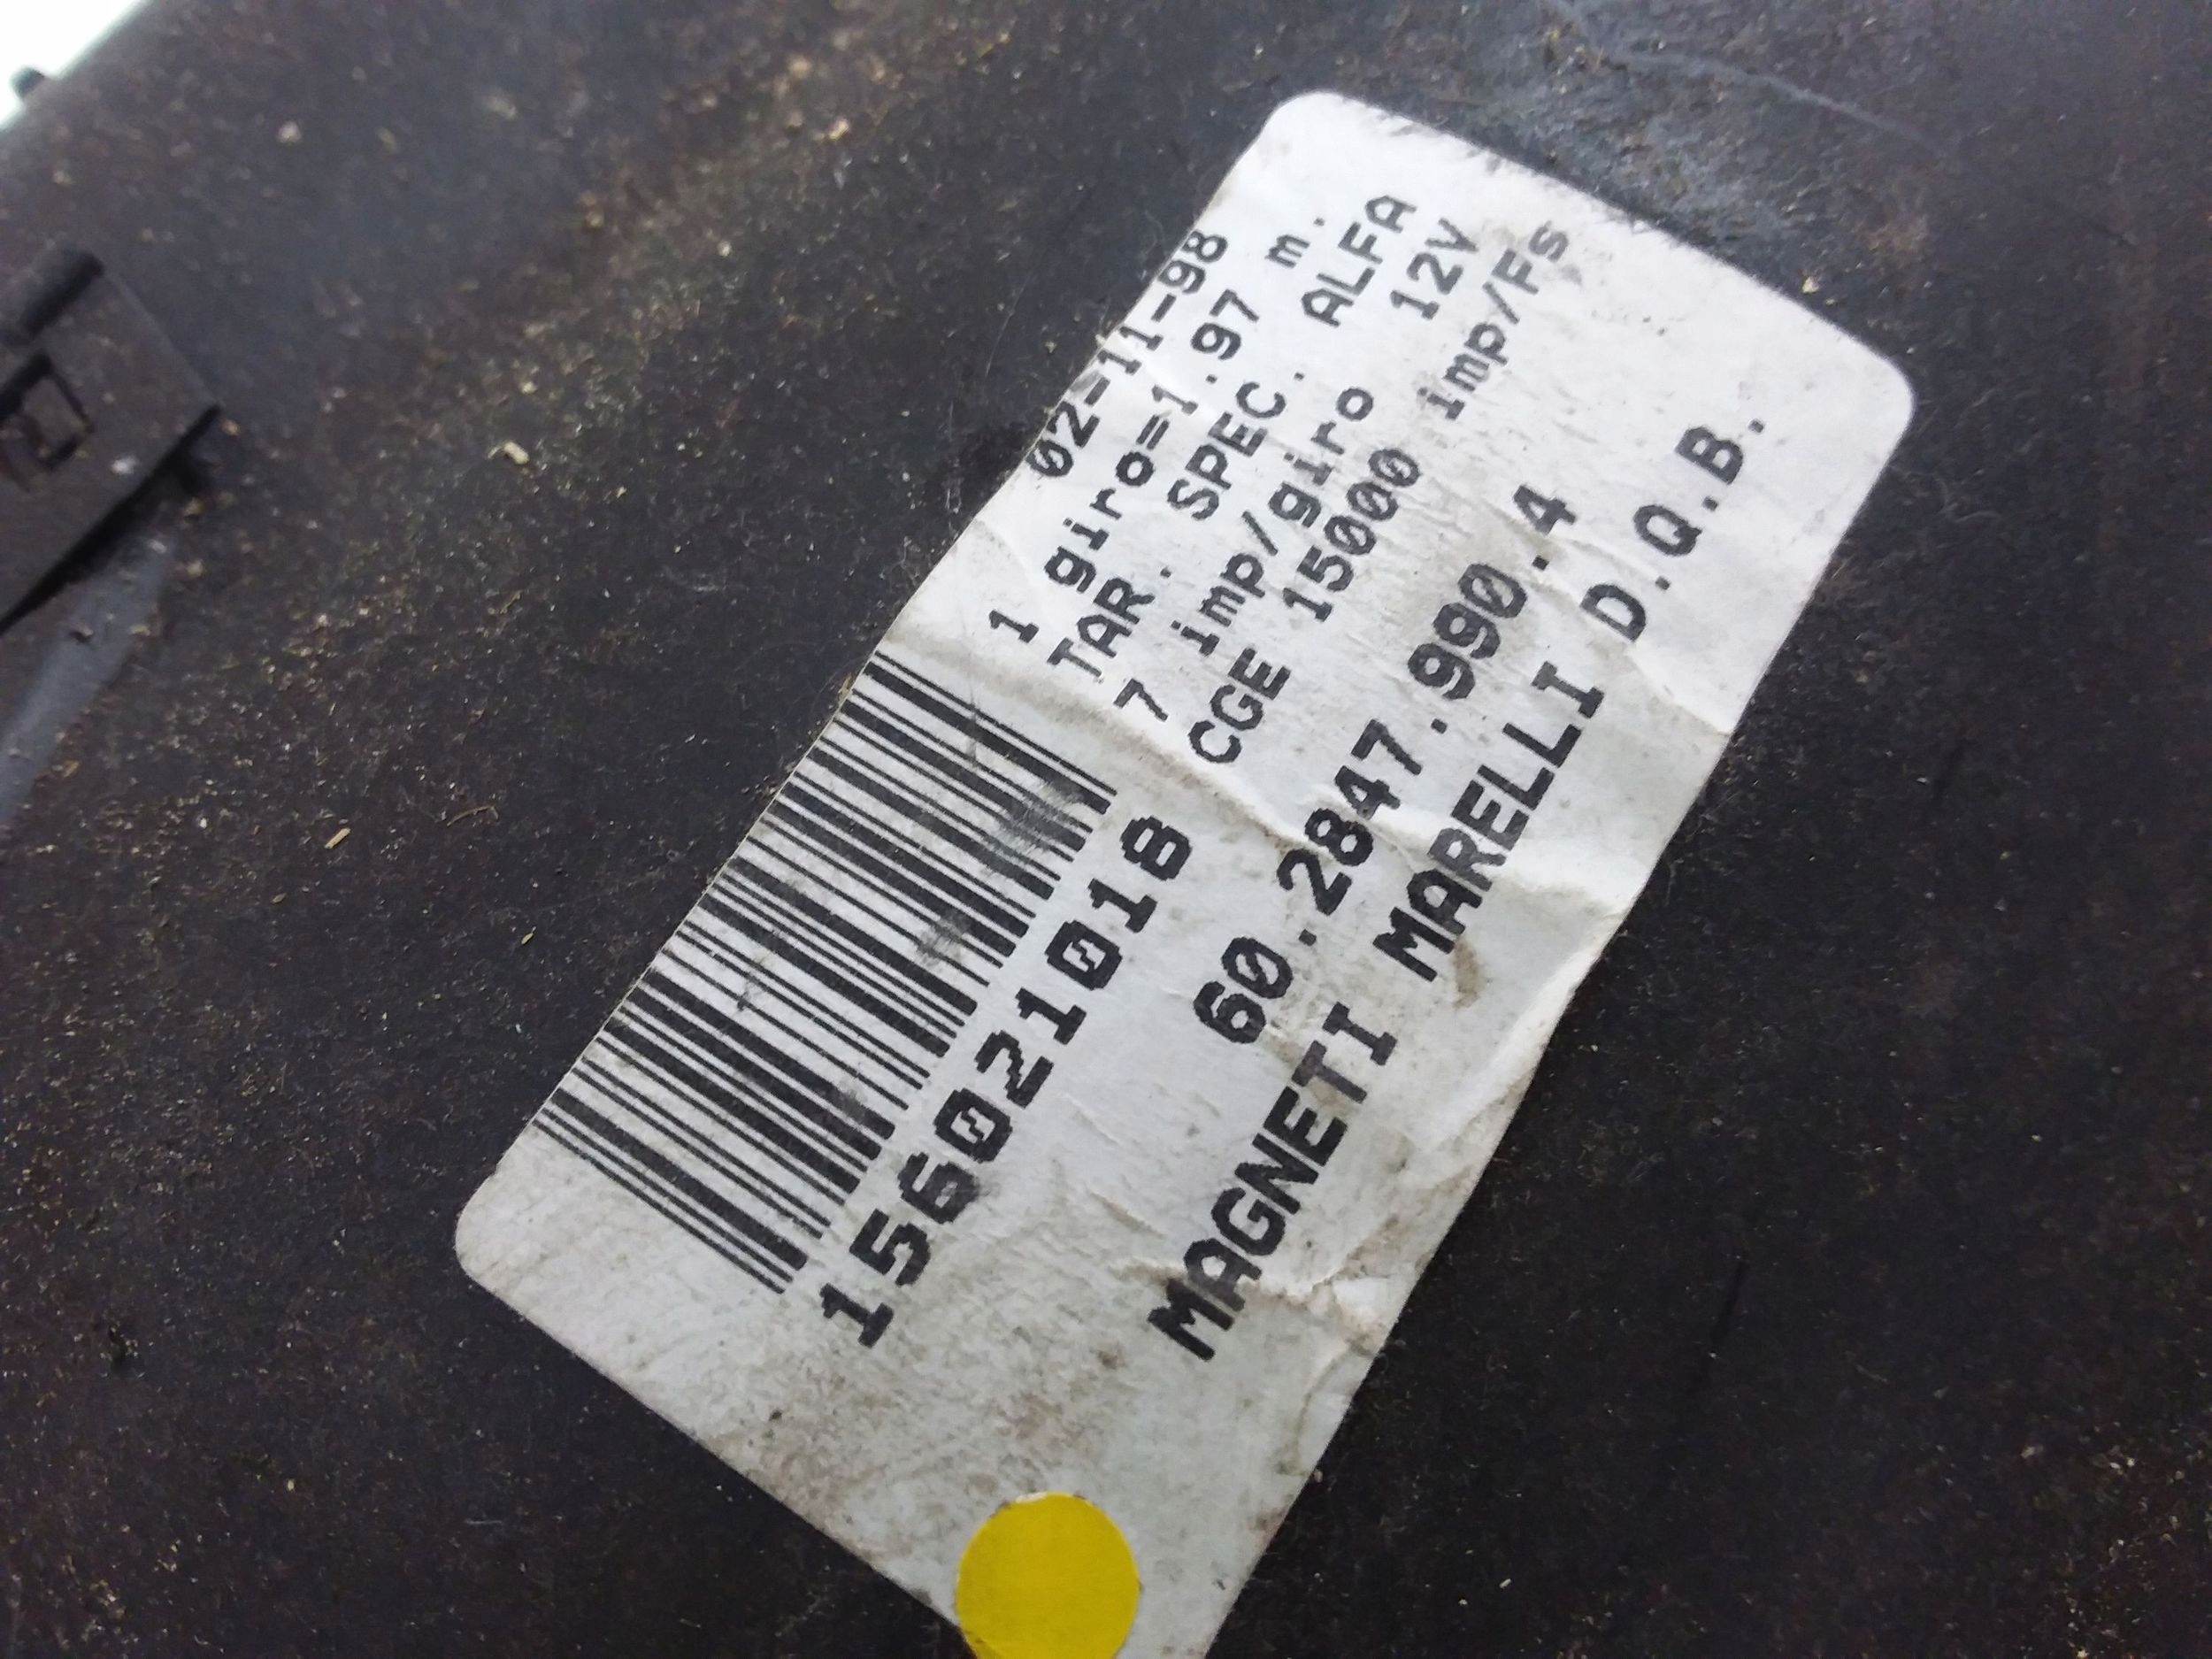 02-11-98
1 giro=1.97 m.
TAR. SPEC. ALFA
7 imp/giro 12V
CGE 15000 imp/Fs
156021018
60.2847.990.4
MAGNETI MARELLI D.Q.B.